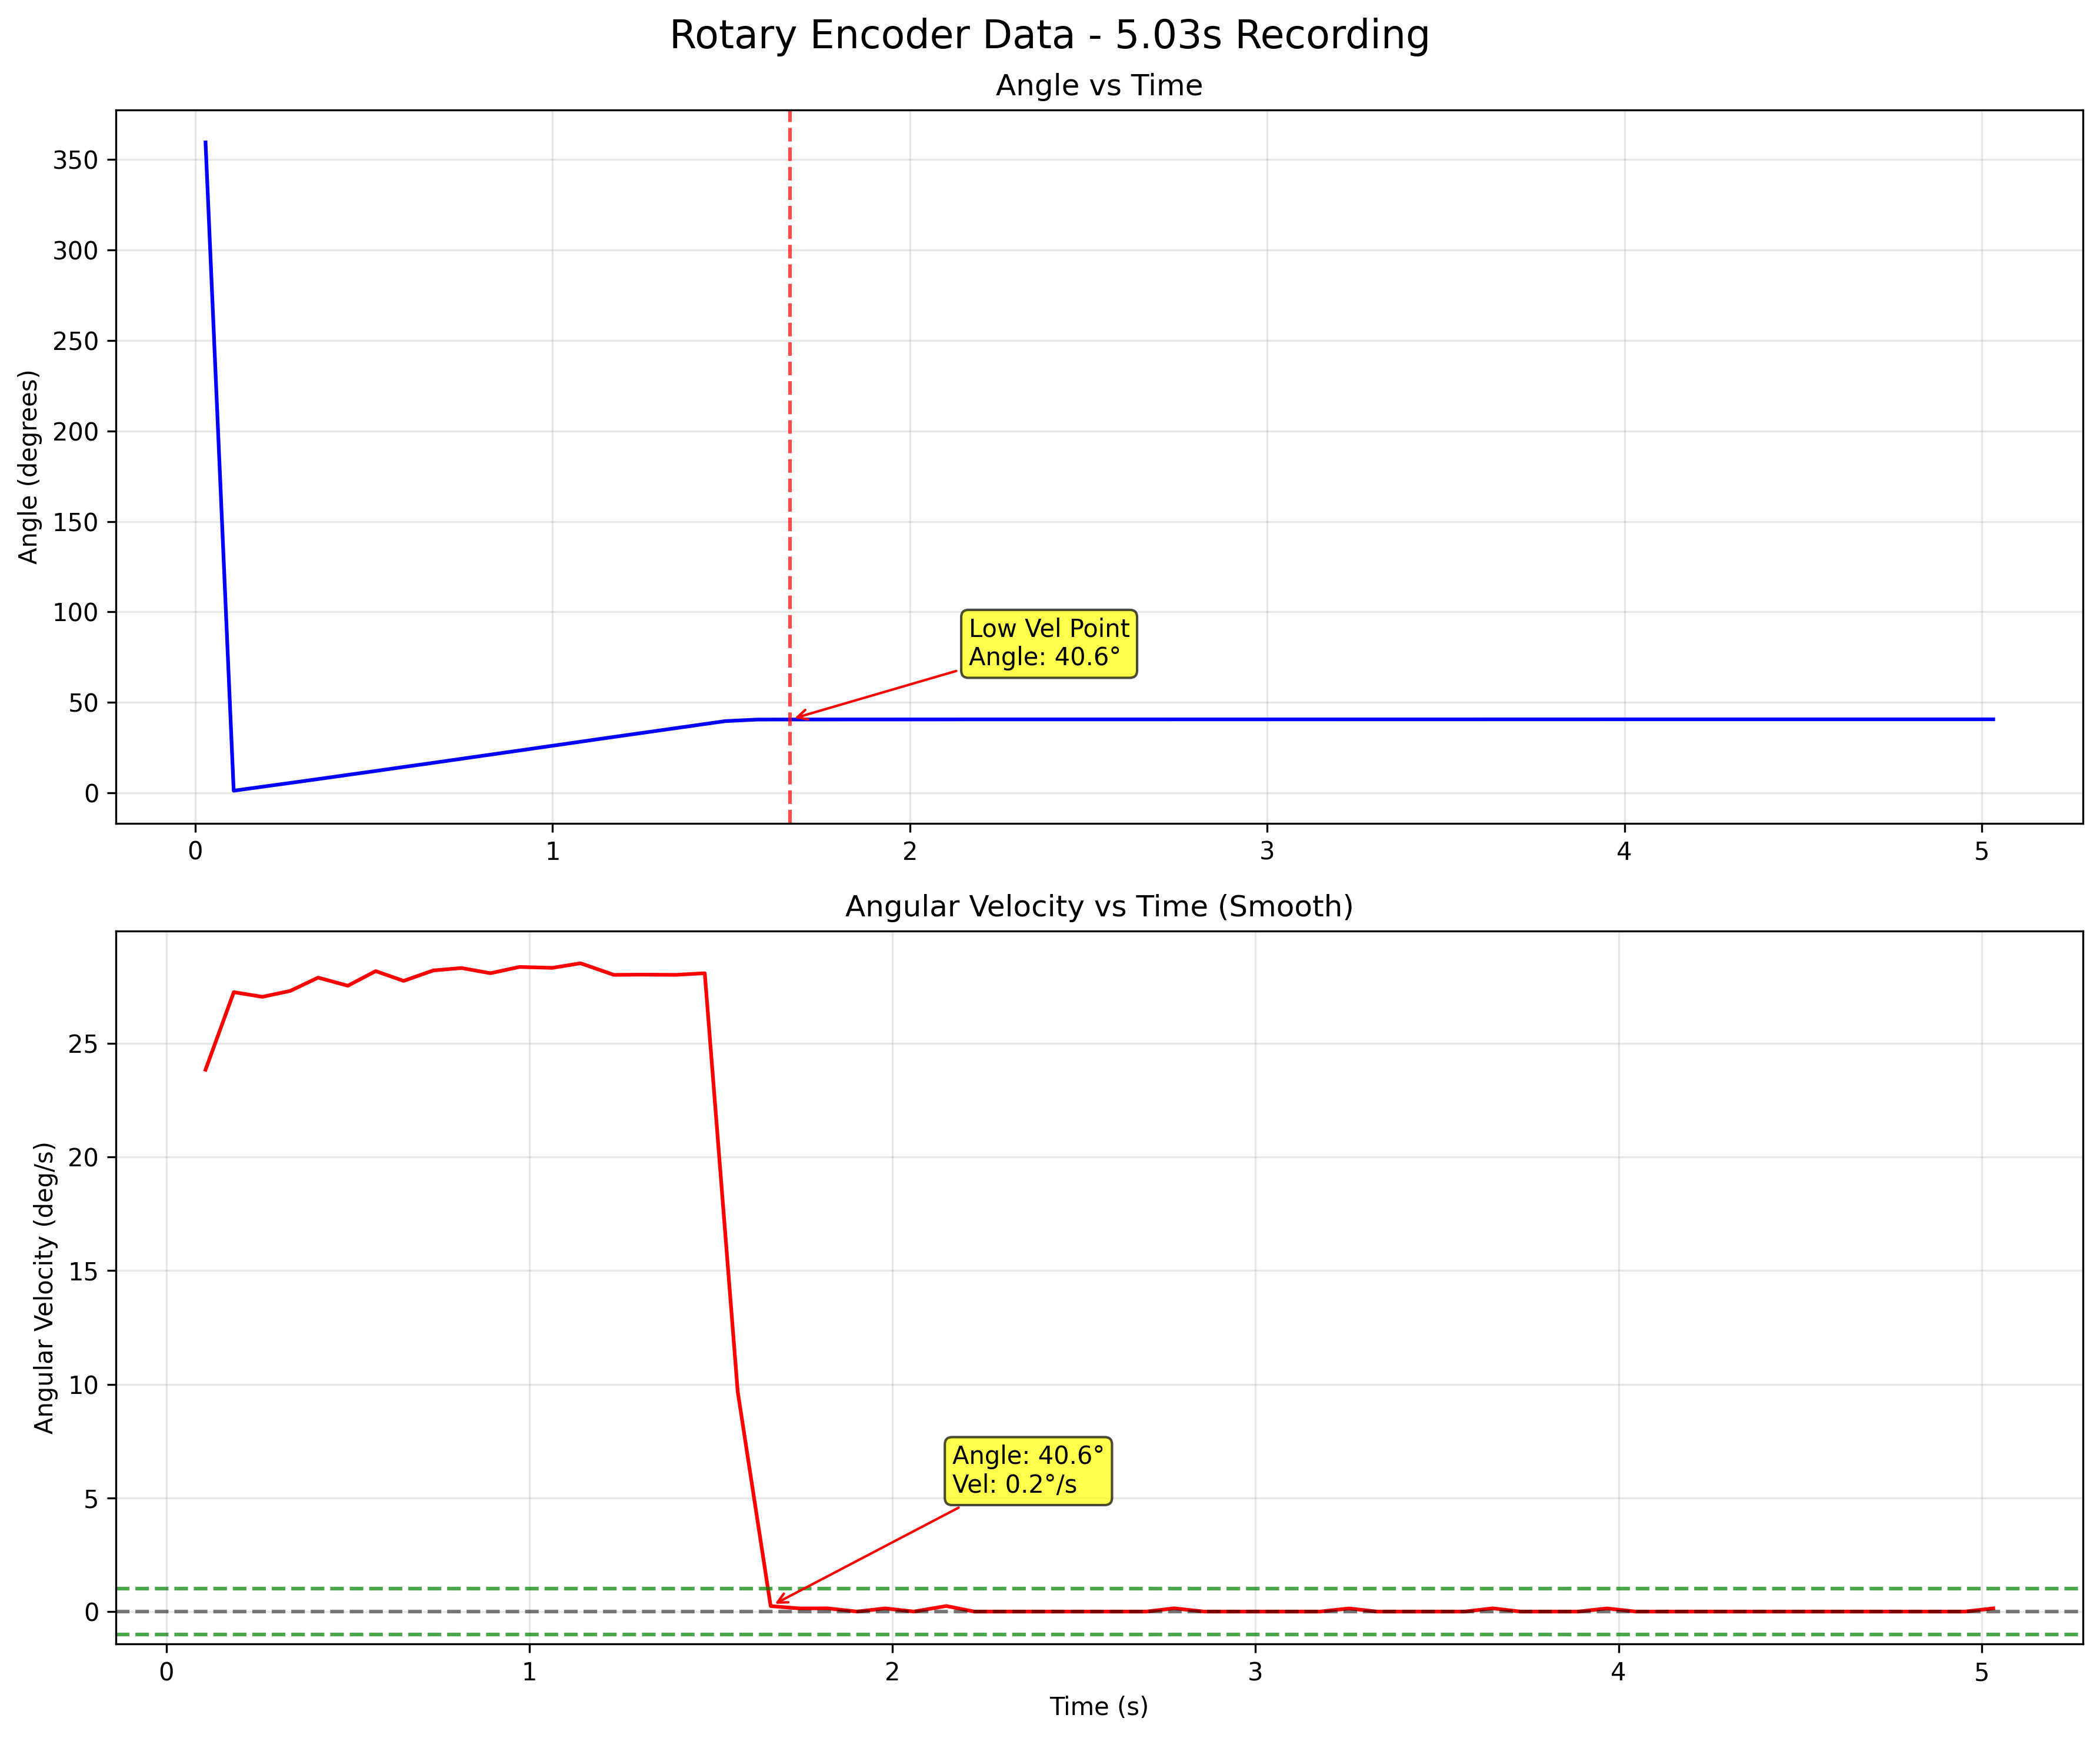 Rotary Encoder Data - 5.03s Recording
Angle vs Time
350
300
250
200
150
100
50
0
Angle (degrees)
Low Vel Point
Angle: 40.6°
0 1 2 3 4 5
Angular Velocity vs Time (Smooth)
25
20
15
10
5
0
Angular Velocity (deg/s)
Angle: 40.6°
Vel: 0.2°/s
0 1 2 3 4 5
Time (s)